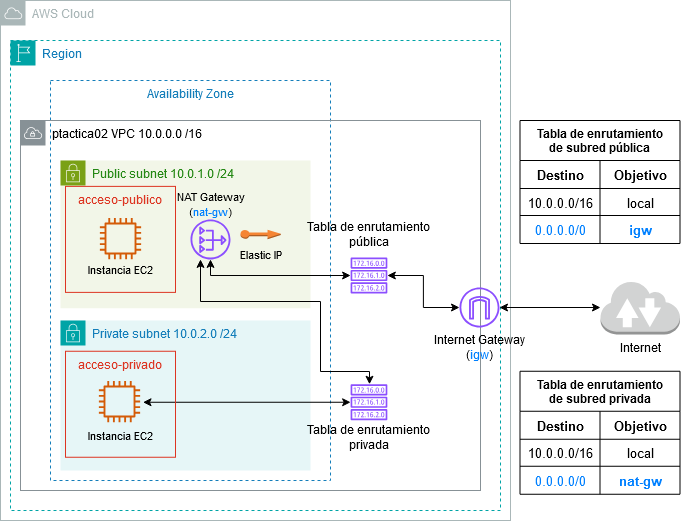 AWS Cloud
Region
Availability Zone
ptactica02 VPC 10.0.0.0 /16
Public subnet 10.0.1.0 /24
acceso-publico
Instancia EC2
NAT Gateway
(nat-gw)
Elastic IP
Tabla de enrutamiento
pública
172.16.0.0
172.16.1.0
172.16.2.0
Internet Gateway
(igw)
Internet
Private subnet 10.0.2.0 /24
acceso-privado
Instancia EC2
172.16.0.0
172.16.1.0
172.16.2.0
Tabla de enrutamiento
privada
Tabla de enrutamiento
de subred pública
Destino Objetivo
10.0.0.0/16 local
0.0.0.0/0 igw
Tabla de enrutamiento
de subred privada
Destino Objetivo
10.0.0.0/16 local
0.0.0.0/0 nat-gw